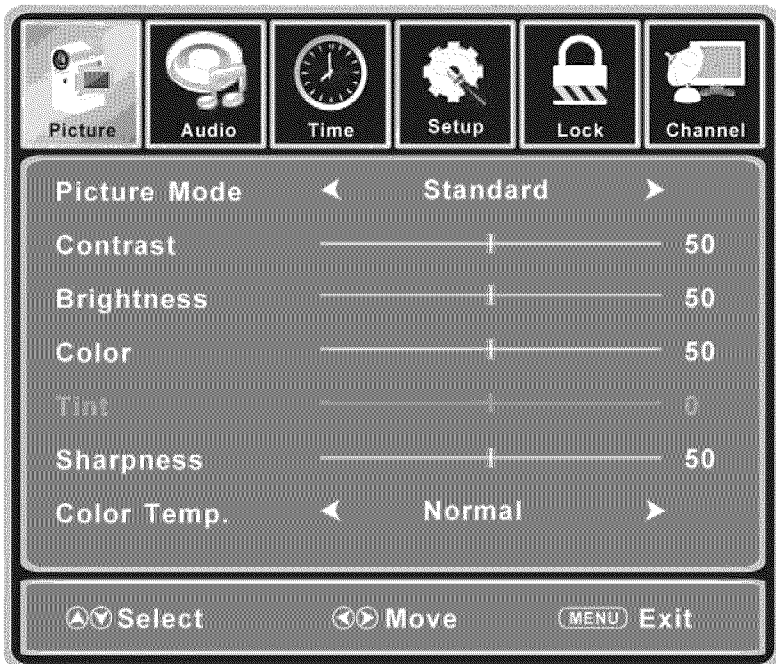 Picture Audio Time Setup Lock Channel
Picture Mode Standard
Contrast 50
Brightness 50
Color 50
Tint 0
Sharpness 50
Color Temp. Normal
Select Move MENU Exit